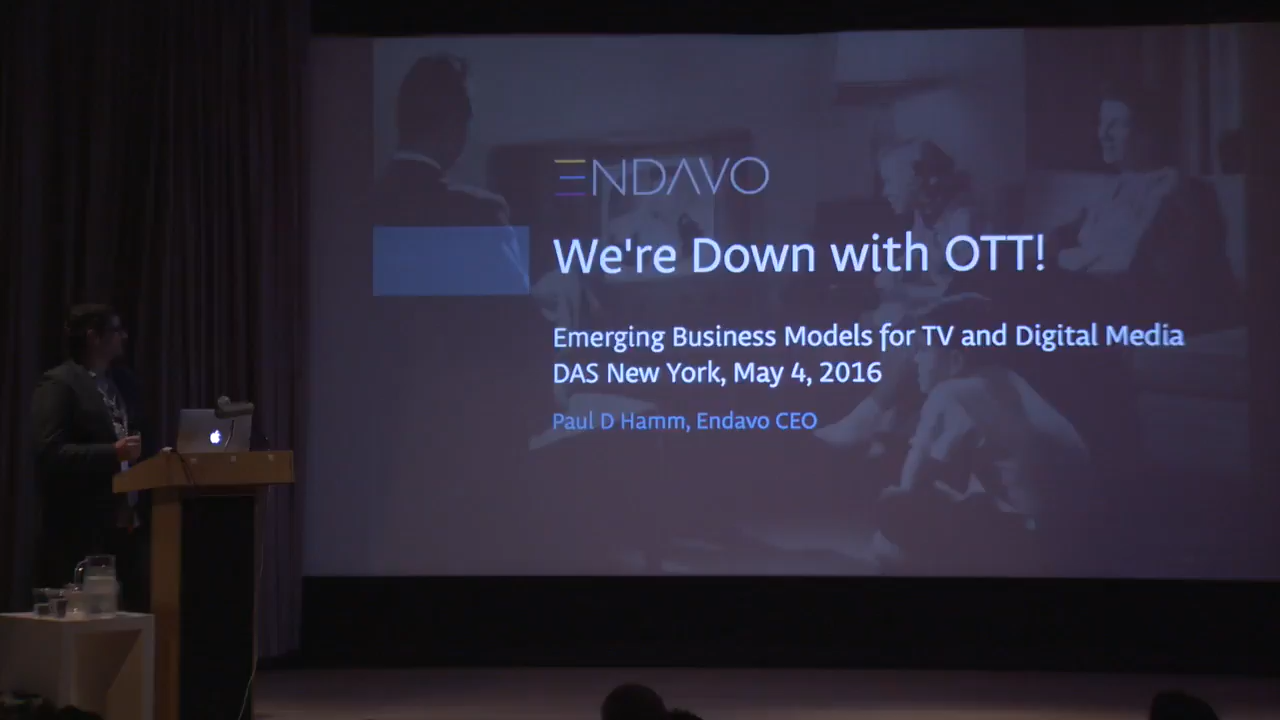 ENDAVO
We're Down with OTT!
Emerging Business Models for TV and Digital Media
DAS New York, May 4, 2016
Paul D Hamm, Endavo CEO